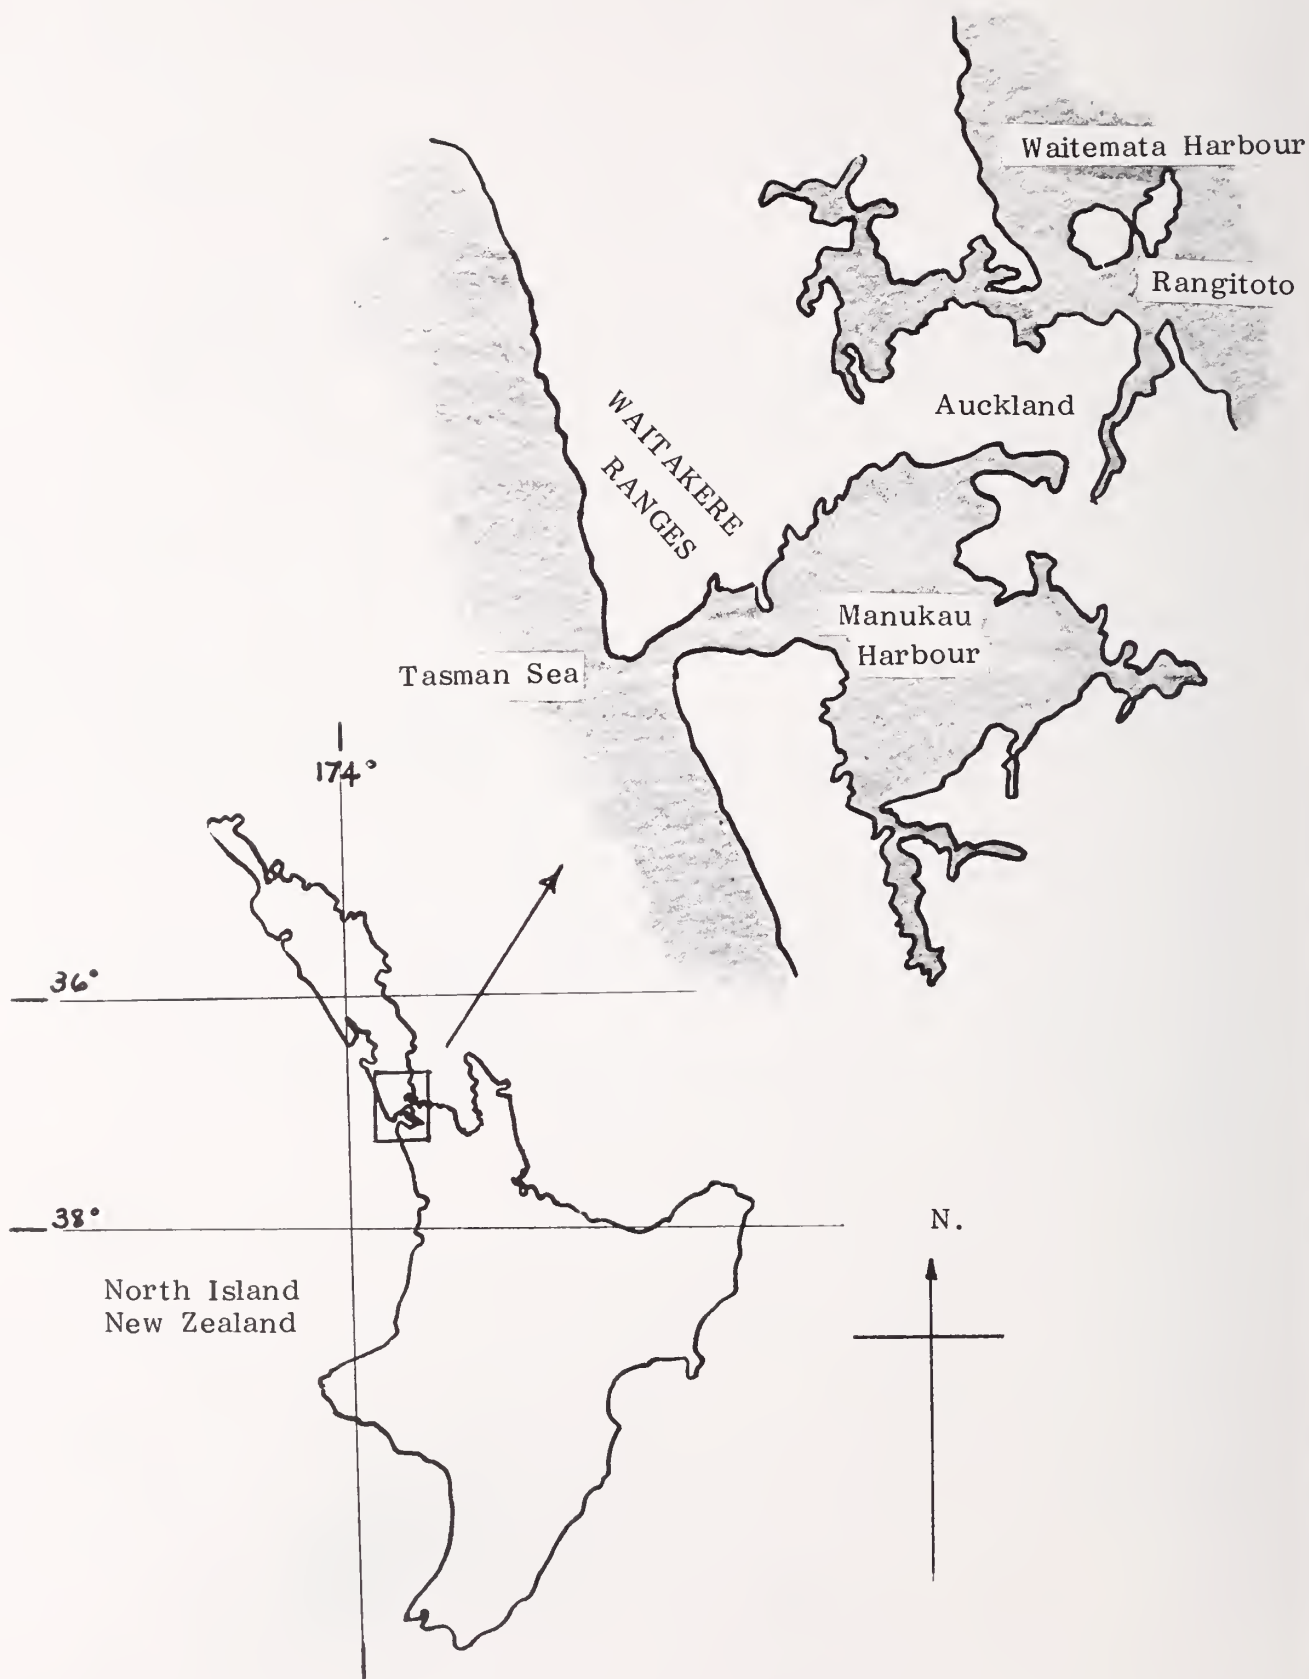 Waitemata Harbour
Rangitoto
Auckland
WAITAKERE
RANGES
Manukau
Harbour
Tasman Sea
174°
36°
38°
N.
North Island
New Zealand